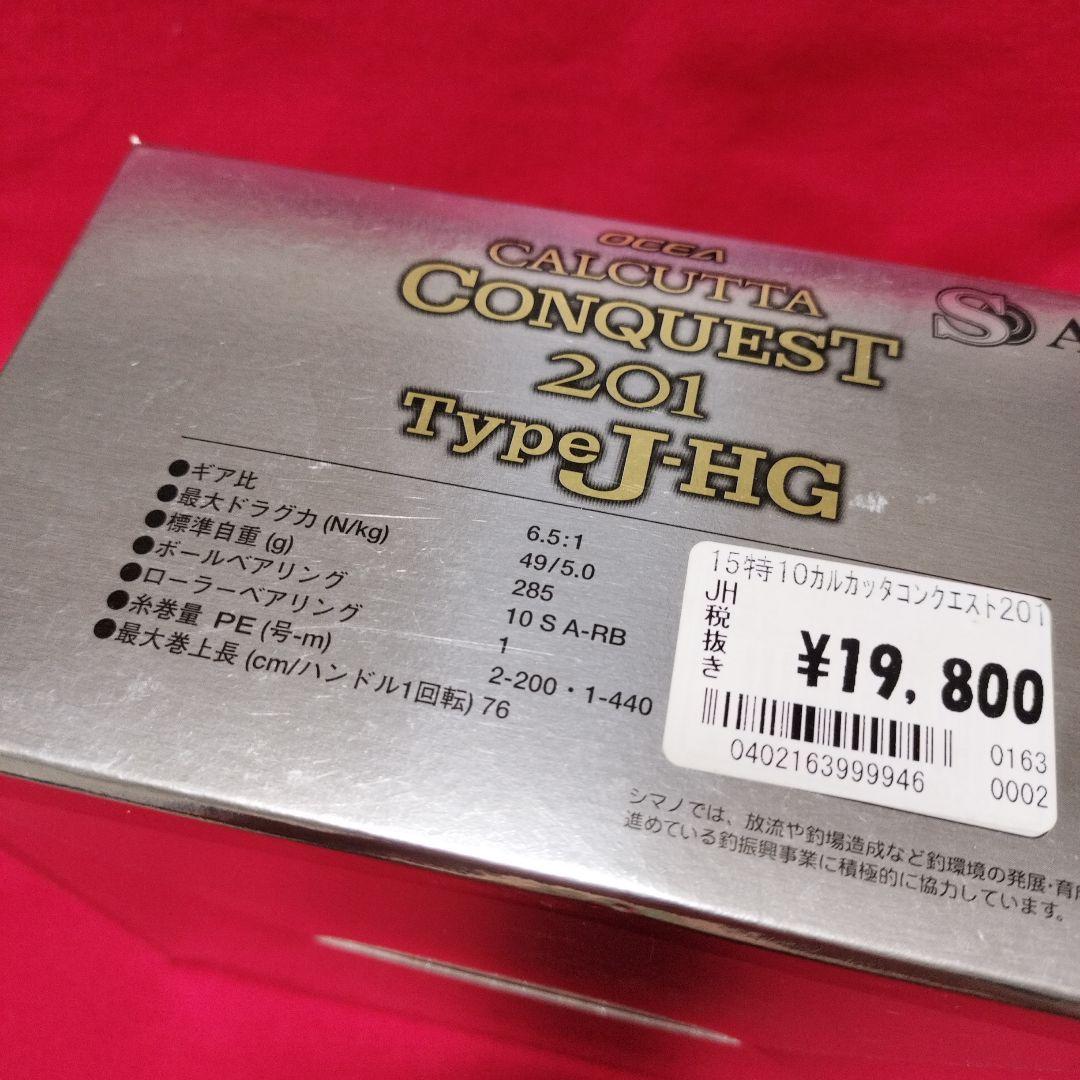 OCEA
CALCUTTA
CONQUEST
201
TypeJ-HG
S A
●ギア比 6.5:1
●最大ドラグ力 (N/kg) 49/5.0
●標準自重 (g) 285
●ボールベアリング 10 S A-RB
●ローラーベアリング 1
●糸巻量 PE (号-m) 2-200・1-440
●最大巻上長 (cm/ハンドル1回転) 76
15特10カルカッタコンクエスト201
JH
税抜き
¥19,800
0402163999946
0163
0002
シマノでは、放流や釣場造成など釣環境の発展・育成
進めている釣振興事業に積極的に協力しています。